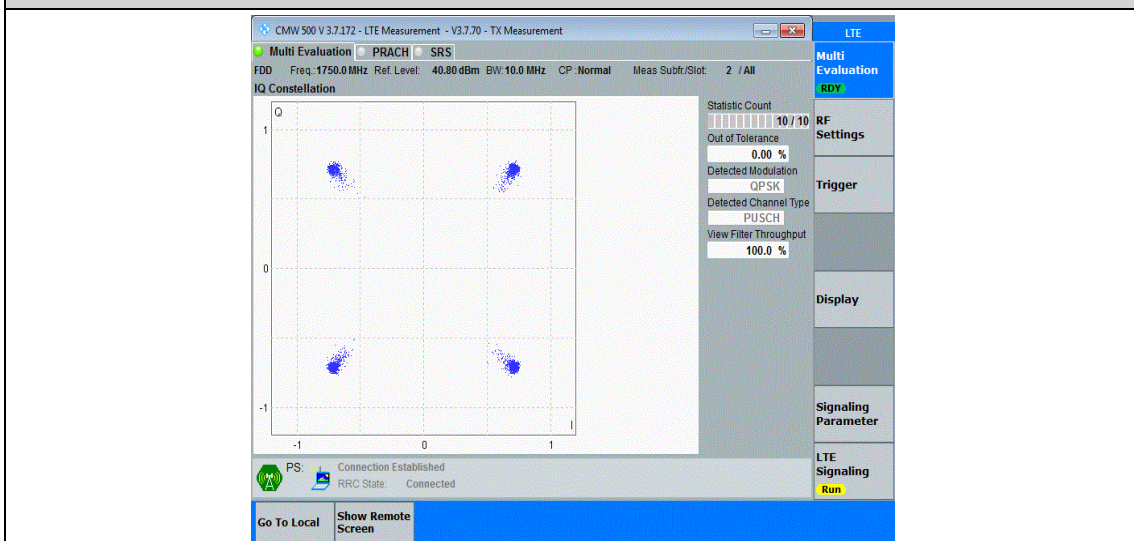 CMW 500 V 3.7.172 - LTE Measurement - V3.7.70 - TX Measurement
LTE
Multi Evaluation PRACH SRS
FDD Freq.: 1750.0 MHz Ref. Level: 40.80 dBm BW: 10.0 MHz CP : Normal Meas Subfr./Slot: 2 / All
IQ Constellation
Q
1
0
-1
-1 0 1
I
Statistic Count
10 / 10
Out of Tolerance
0.00 %
Detected Modulation
QPSK
Detected Channel Type
PUSCH
View Filter Throughput
100.0 %
Multi
Evaluation
RDY
RF
Settings
Trigger
Display
Signaling
Parameter
LTE
Signaling
Run
PS: Connection Established
RRC State: Connected
Go To Local
Show Remote
Screen